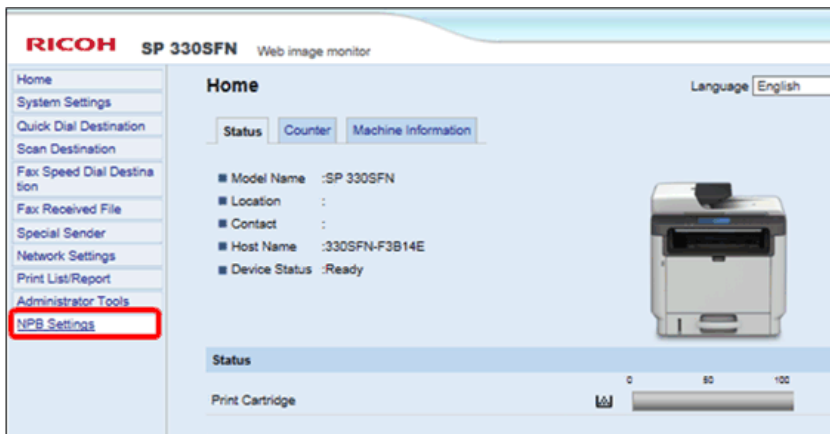 RICOH SP 330SFN Web image monitor
Home
System Settings
Quick Dial Destination
Scan Destination
Fax Speed Dial Destina
tion
Fax Received File
Special Sender
Network Settings
Print List/Report
Administrator Tools
NPB Settings
Home
Language English
Status Counter Machine Information
Model Name :SP 330SFN
Location :
Contact :
Host Name :330SFN-F3B14E
Device Status :Ready
Status
0 50 100
Print Cartridge